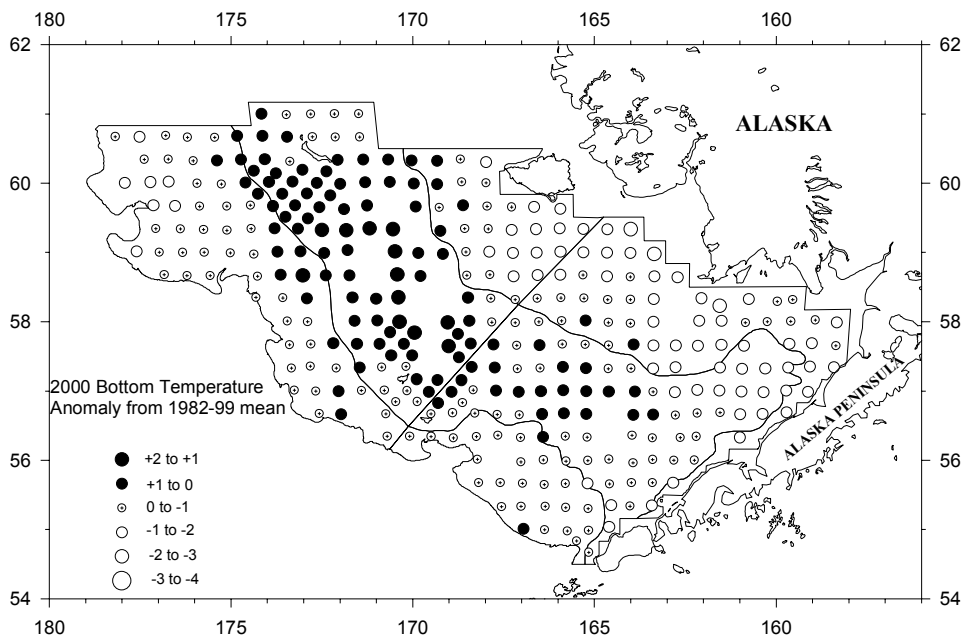 180 175 170 165 160
62 62
ALASKA
60 60
58 58
2000 Bottom Temperature
Anomaly from 1982-99 mean
ALASKA PENINSULA
56 56
+2 to +1
+1 to 0
0 to -1
-1 to -2
-2 to -3
-3 to -4
54 54
180 175 170 165 160